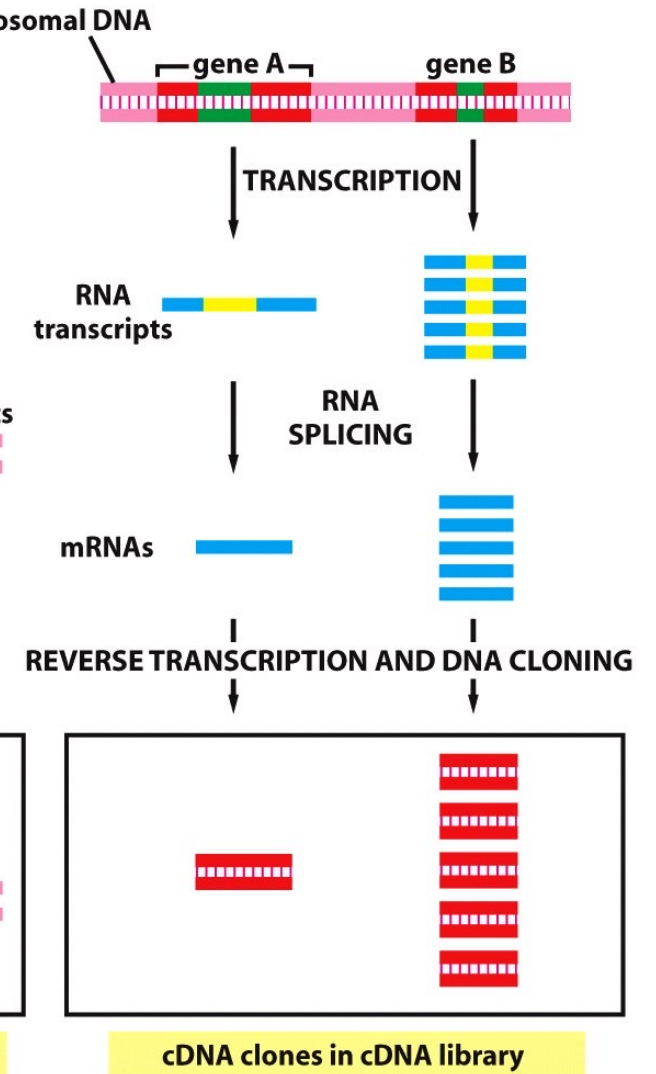 osomal DNA
gene A
gene B
TRANSCRIPTION
RNA
transcripts
RNA
SPLICING
ts
mRNAs
REVERSE TRANSCRIPTION AND DNA CLONING
cDNA clones in cDNA library